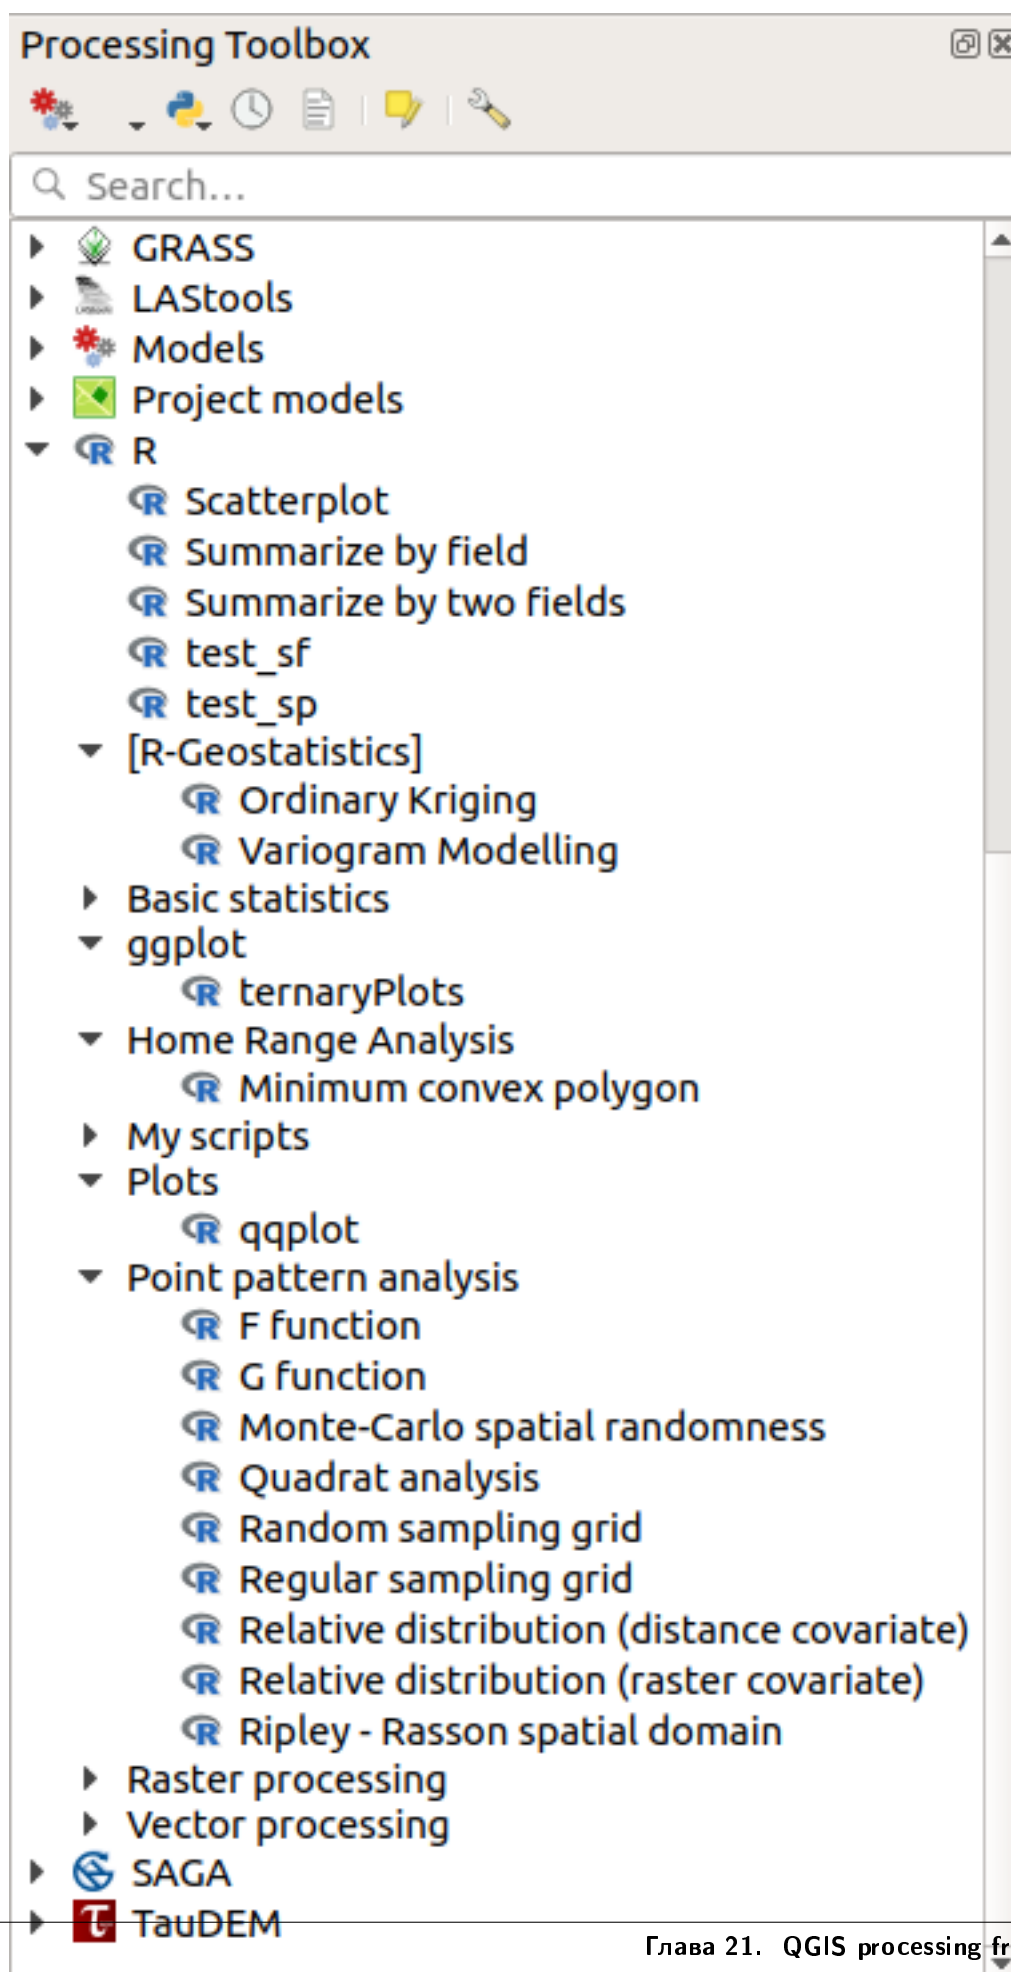 Processing Toolbox
Search...
GRASS
LAStools
Models
Project models
R
Scatterplot
Summarize by field
Summarize by two fields
test_sf
test_sp
[R-Geostatistics]
Ordinary Kriging
Variogram Modelling
Basic statistics
ggplot
ternaryPlots
Home Range Analysis
Minimum convex polygon
My scripts
Plots
qqplot
Point pattern analysis
F function
G function
Monte-Carlo spatial randomness
Quadrat analysis
Random sampling grid
Regular sampling grid
Relative distribution (distance covariate)
Relative distribution (raster covariate)
Ripley - Rasson spatial domain
Raster processing
Vector processing
SAGA
TauDEM
Глава 21. QGIS processing fr